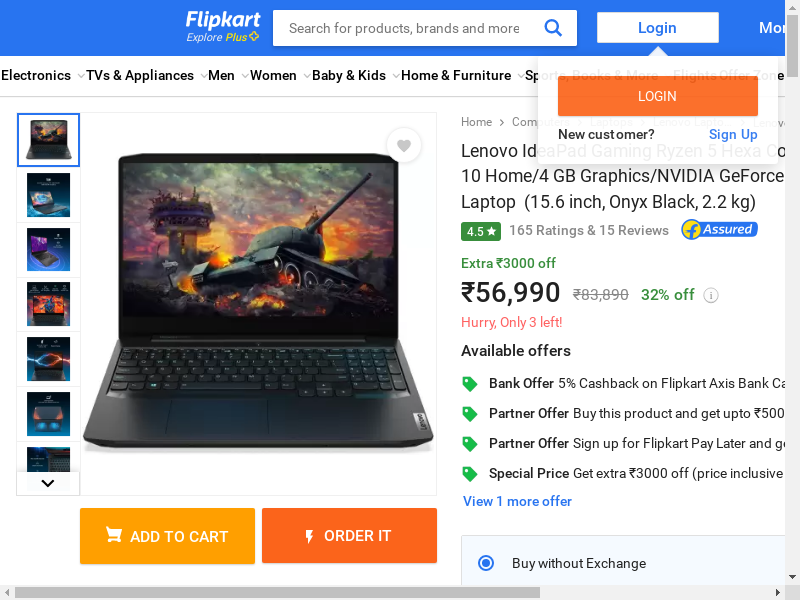 Flipkart
Explore Plus
Search for products, brands and more
Login
Mor
Electronics
TVs & Appliances
Men
Women
Baby & Kids
Home & Furniture
Sports, Books & More
Flights
Offer Zone
LOGIN
New customer?
Sign Up
Home
Lenovo IdeaPad Gaming Ryzen 5 Hexa Co
10 Home/4 GB Graphics/NVIDIA GeForce
Laptop (15.6 inch, Onyx Black, 2.2 kg)
4.5 ★ 165 Ratings & 15 Reviews Assured
Extra ₹3000 off
₹56,990 ₹83,890 32% off
Hurry, Only 3 left!
Available offers
Bank Offer 5% Cashback on Flipkart Axis Bank Ca
Partner Offer Buy this product and get upto ₹500
Partner Offer Sign up for Flipkart Pay Later and ge
Special Price Get extra ₹3000 off (price inclusive
View 1 more offer
ADD TO CART
ORDER IT
Buy without Exchange
Lenovo